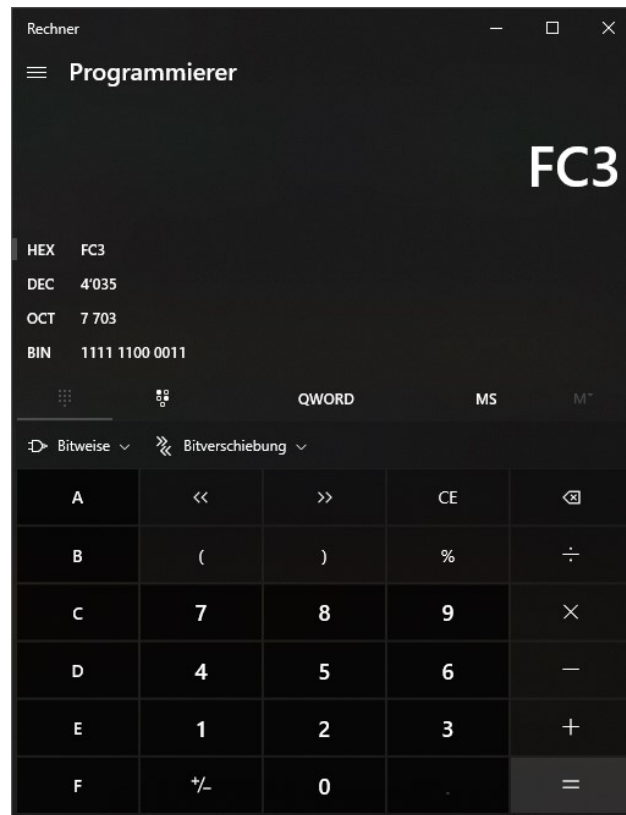 Rechner
Programmierer
FC3
HEX FC3
DEC 4'035
OCT 7 703
BIN 1111 1100 0011
QWORD MS M˅
Bitweise Bitverschiebung
A << >> CE
B ( ) % ÷
C 7 8 9 ×
D 4 5 6 −
E 1 2 3 +
F +/− 0 . =